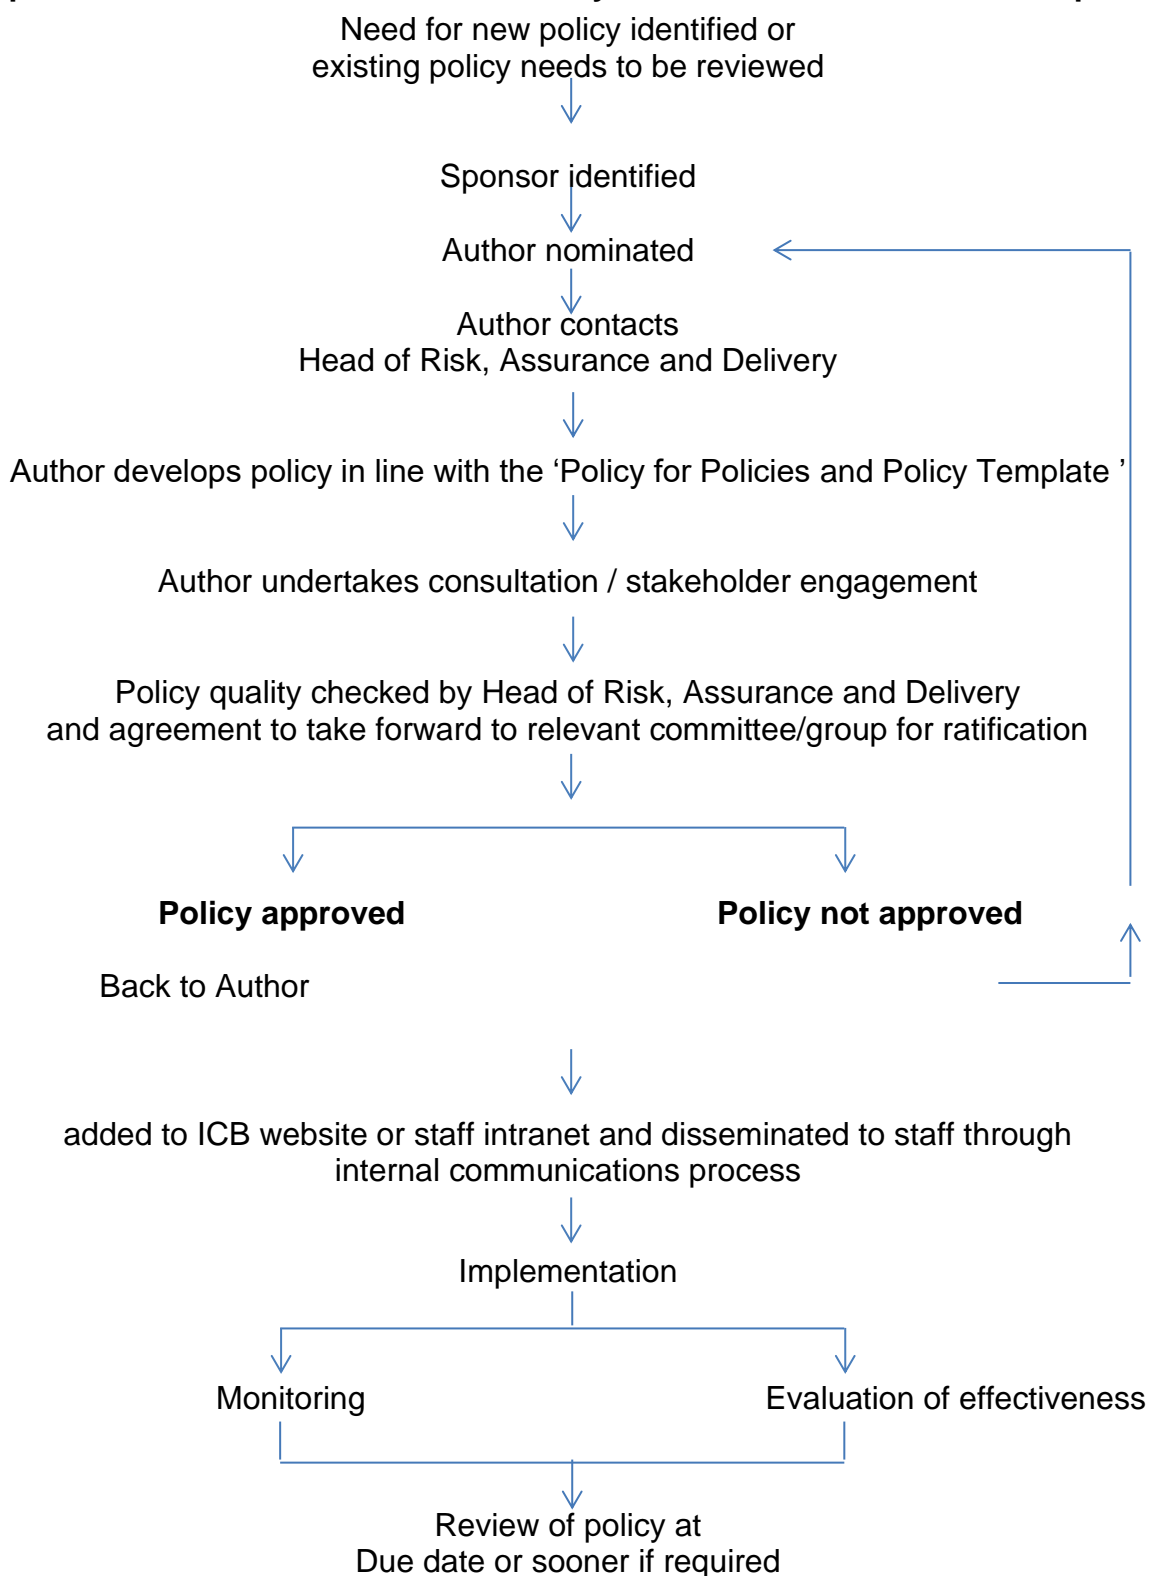 Need for new policy identified or
existing policy needs to be reviewed
Sponsor identified
Author nominated
Author contacts
Head of Risk, Assurance and Delivery
Author develops policy in line with the ‘Policy for Policies and Policy Template ’
Author undertakes consultation / stakeholder engagement
Policy quality checked by Head of Risk, Assurance and Delivery
and agreement to take forward to relevant committee/group for ratification
Policy approved
Policy not approved
Back to Author
added to ICB website or staff intranet and disseminated to staff through
internal communications process
Implementation
Monitoring
Evaluation of effectiveness
Review of policy at
Due date or sooner if required